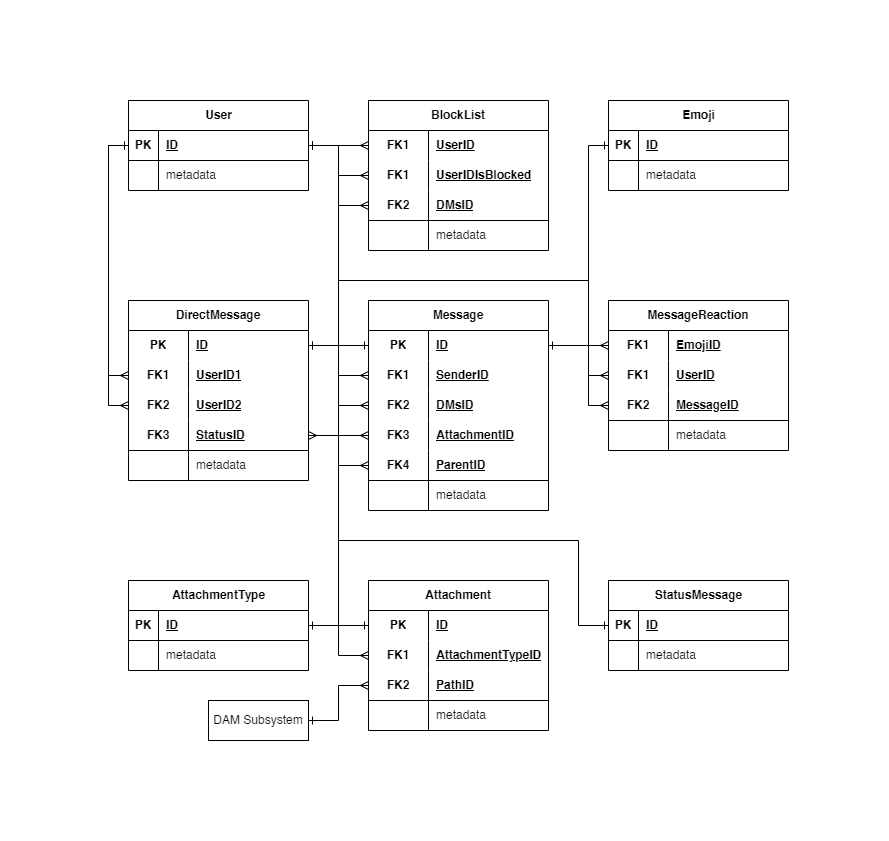 User
PK ID
metadata
BlockList
FK1 UserID
FK1 UserIDIsBlocked
FK2 DMsID
metadata
Emoji
PK ID
metadata
DirectMessage
PK ID
FK1 UserID1
FK2 UserID2
FK3 StatusID
metadata
Message
PK ID
FK1 SenderID
FK2 DMsID
FK3 AttachmentID
FK4 ParentID
metadata
MessageReaction
FK1 EmojiID
FK1 UserID
FK2 MessageID
metadata
AttachmentType
PK ID
metadata
Attachment
PK ID
FK1 AttachmentTypeID
FK2 PathID
metadata
StatusMessage
PK ID
metadata
DAM Subsystem